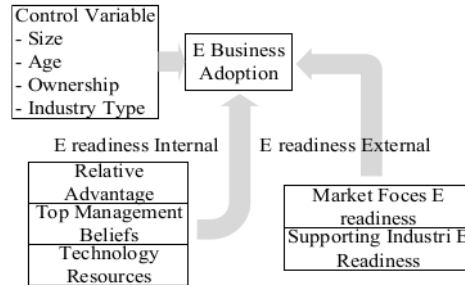 Control Variable
- Size
- Age
- Ownership
- Industry Type
E Business
Adoption
E readiness Internal
Relative
Advantage
Top Management
Beliefs
Technology
Resources
E readiness External
Market Foces E
readiness
Supporting Industri E
Readiness